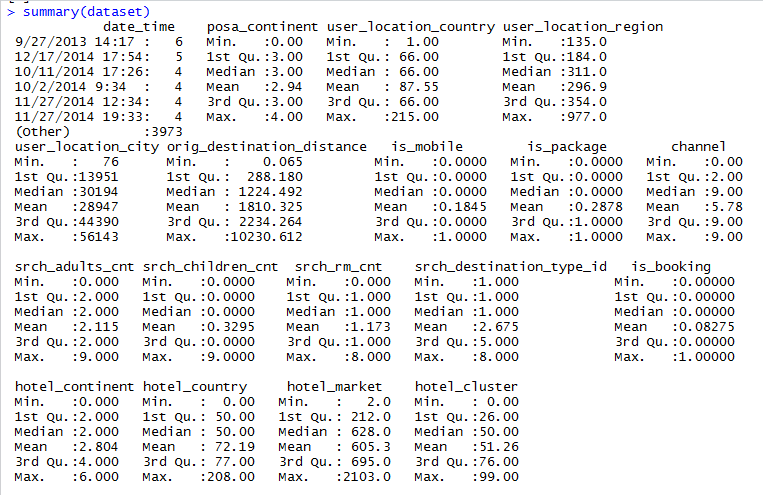 > summary(dataset)
date_time posa_continent user_location_country user_location_region
9/27/2013 14:17 : 6 Min. :0.00 Min. : 1.00 Min. :135.0
12/17/2014 17:54: 5 1st Qu.:3.00 1st Qu.: 66.00 1st Qu.:184.0
10/11/2014 17:26: 4 Median :3.00 Median : 66.00 Median :311.0
10/2/2014 9:34 : 4 Mean :2.94 Mean : 87.55 Mean :296.9
11/27/2014 12:34: 4 3rd Qu.:3.00 3rd Qu.: 66.00 3rd Qu.:354.0
11/27/2014 19:33: 4 Max. :4.00 Max. :215.00 Max. :977.0
(Other) :3973
user_location_city orig_destination_distance is_mobile is_package channel
Min. : 76 Min. : 0.065 Min. :0.0000 Min. :0.0000 Min. :0.00
1st Qu.:13951 1st Qu.: 288.180 1st Qu.:0.0000 1st Qu.:0.0000 1st Qu.:2.00
Median :30194 Median : 1224.492 Median :0.0000 Median :0.0000 Median :9.00
Mean :28947 Mean : 1810.325 Mean :0.1845 Mean :0.2878 Mean :5.78
3rd Qu.:44390 3rd Qu.: 2234.264 3rd Qu.:0.0000 3rd Qu.:1.0000 3rd Qu.:9.00
Max. :56143 Max. :10230.612 Max. :1.0000 Max. :1.0000 Max. :9.00
srch_adults_cnt srch_children_cnt srch_rm_cnt srch_destination_type_id is_booking
Min. :0.000 Min. :0.0000 Min. :0.000 Min. :1.000 Min. :0.00000
1st Qu.:2.000 1st Qu.:0.0000 1st Qu.:1.000 1st Qu.:1.000 1st Qu.:0.00000
Median :2.000 Median :0.0000 Median :1.000 Median :1.000 Median :0.00000
Mean :2.115 Mean :0.3295 Mean :1.173 Mean :2.675 Mean :0.08275
3rd Qu.:2.000 3rd Qu.:0.0000 3rd Qu.:1.000 3rd Qu.:5.000 3rd Qu.:0.00000
Max. :9.000 Max. :9.0000 Max. :8.000 Max. :8.000 Max. :1.00000
hotel_continent hotel_country hotel_market hotel_cluster
Min. :0.000 Min. : 0.00 Min. : 2.0 Min. : 0.00
1st Qu.:2.000 1st Qu.: 50.00 1st Qu.: 212.0 1st Qu.:26.00
Median :2.000 Median : 50.00 Median : 628.0 Median :50.00
Mean :2.804 Mean : 72.19 Mean : 605.3 Mean :51.26
3rd Qu.:4.000 3rd Qu.: 77.00 3rd Qu.: 695.0 3rd Qu.:76.00
Max. :6.000 Max. :208.00 Max. :2103.0 Max. :99.00